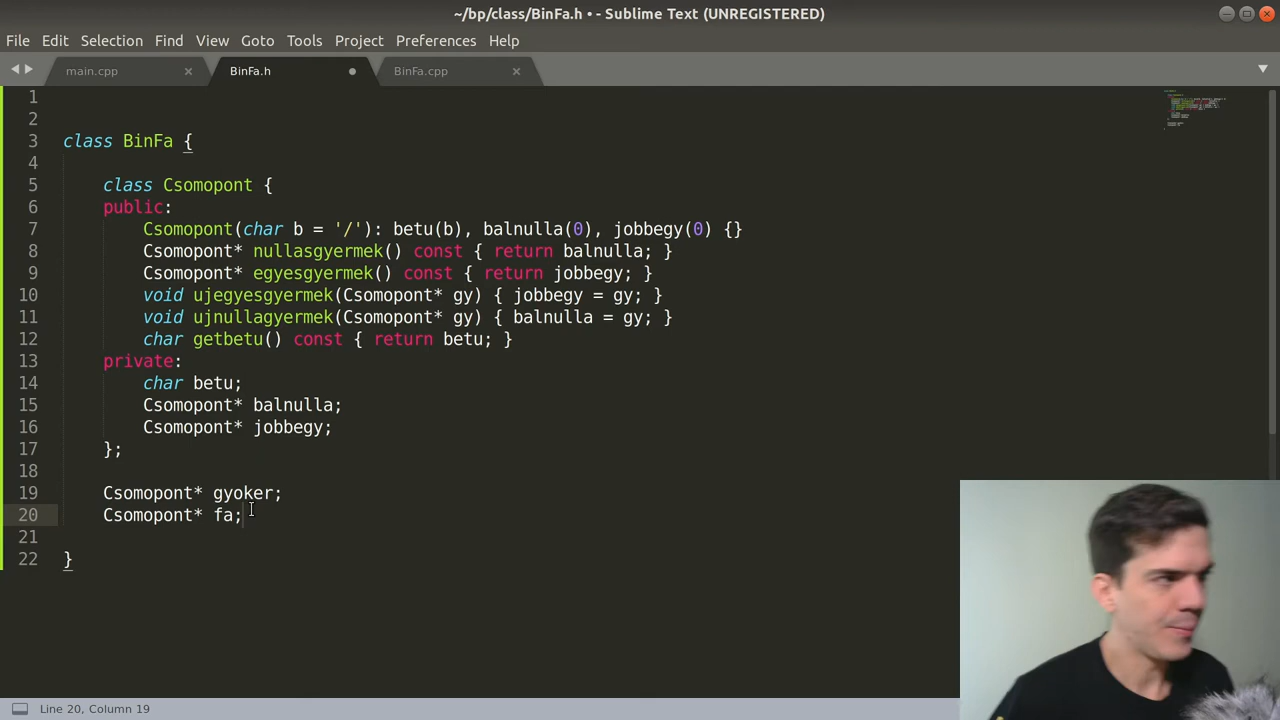 ~/bp/class/BinFa.h • - Sublime Text (UNREGISTERED)
File Edit Selection Find View Goto Tools Project Preferences Help
main.cpp BinFa.h BinFa.cpp
1
2
3 class BinFa {
4
5 class Csomopont {
6 public:
7 Csomopont(char b = '/'): betu(b), balnulla(0), jobbegy(0) {}
8 Csomopont* nullasgyermek() const { return balnulla; }
9 Csomopont* egyesgyermek() const { return jobbegy; }
10 void ujegyesgyermek(Csomopont* gy) { jobbegy = gy; }
11 void ujnullagyermek(Csomopont* gy) { balnulla = gy; }
12 char getbetu() const { return betu; }
13 private:
14 char betu;
15 Csomopont* balnulla;
16 Csomopont* jobbegy;
17 };
18
19 Csomopont* gyoker;
20 Csomopont* fa;
21
22 }
Line 20, Column 19